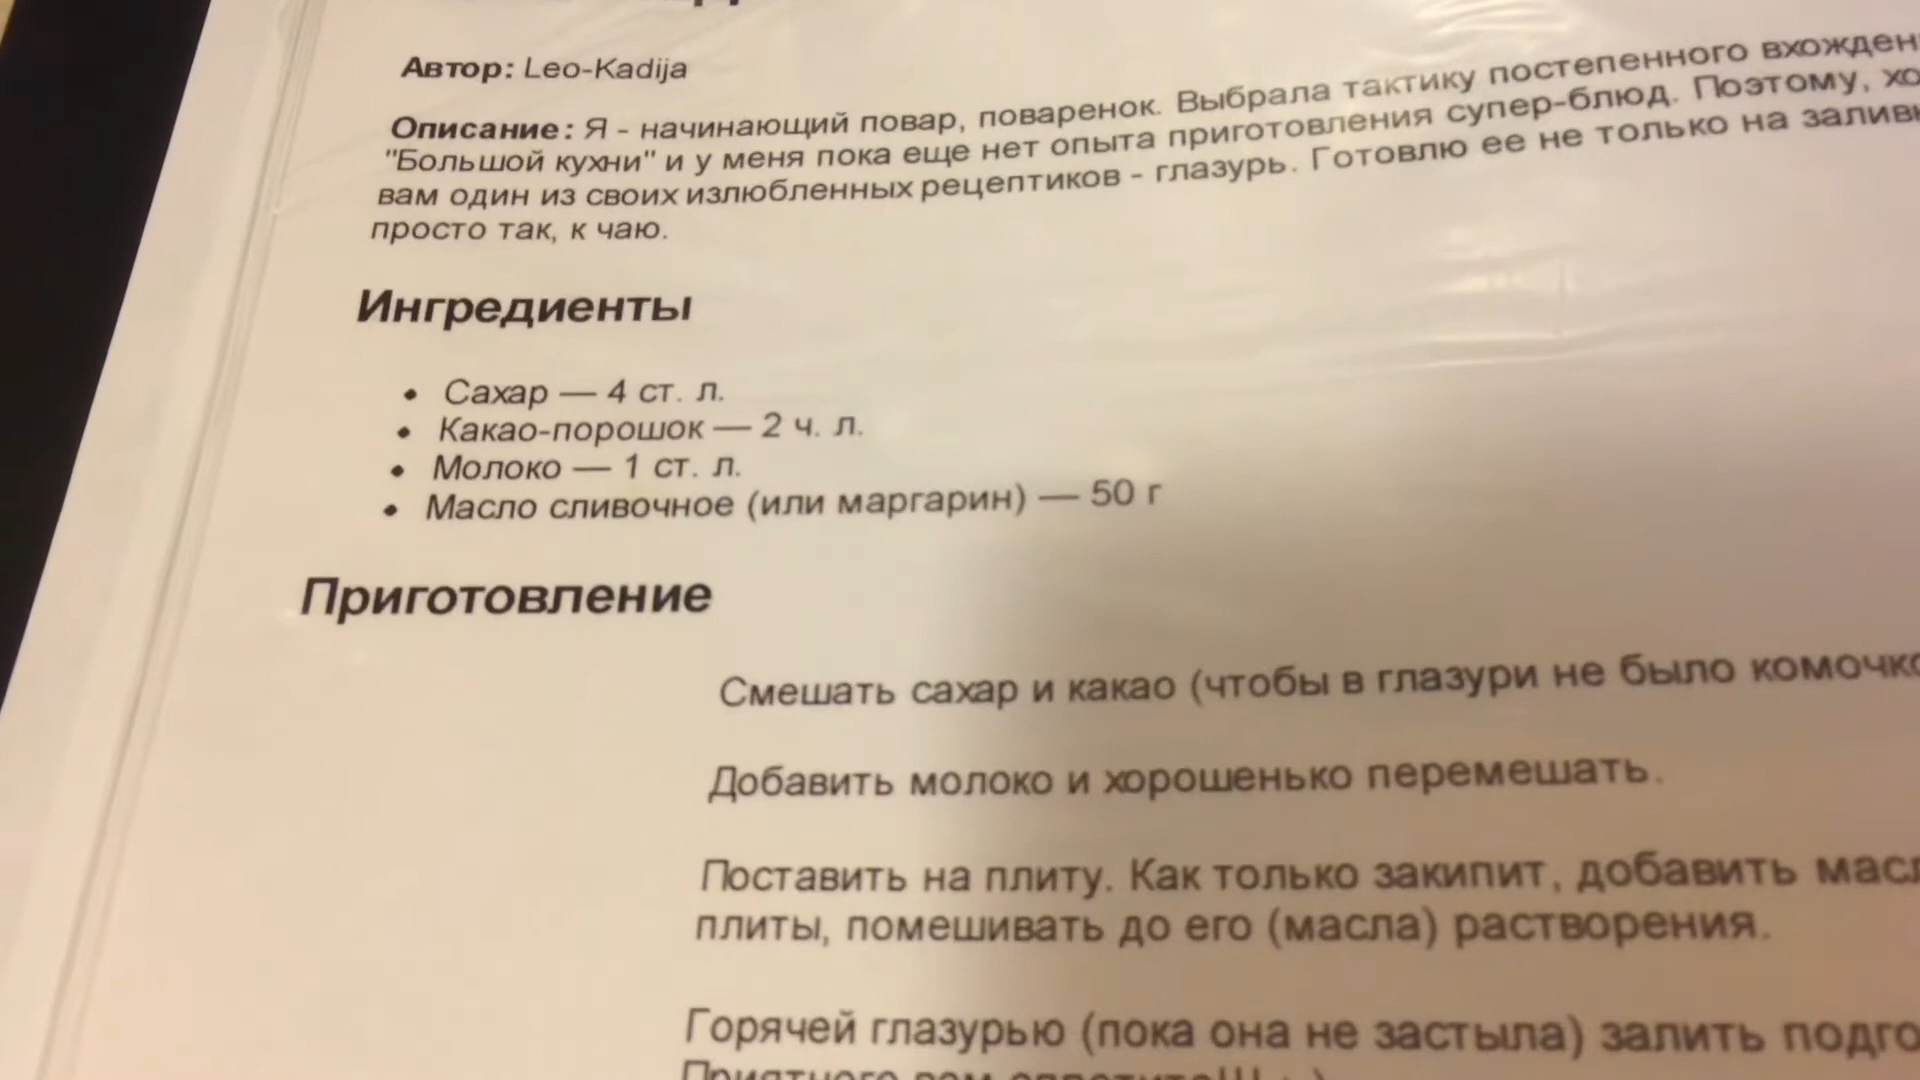 Автор: Leo-Kadija
Описание: Я - начинающий повар, поваренок. Выбрала тактику постепенного
"Большой кухни" и у меня пока еще нет опыта приготовления супер-блюд. Поэтому,
вам один из своих излюбленных рецептиков - глазурь. Готовлю ее не только на
просто так, к чаю.
Ингредиенты
• Сахар — 4 ст. л.
• Какао-порошок — 2 ч. л.
• Молоко — 1 ст. л.
• Масло сливочное (или маргарин) — 50 г
Приготовление
Смешать сахар и какао (чтобы в глазури не было
Добавить молоко и хорошенько перемешать.
Поставить на плиту. Как только закипит, добавить
плиты, помешивать до его (масла) растворения.
Горячей глазурью (пока она не застыла) залить